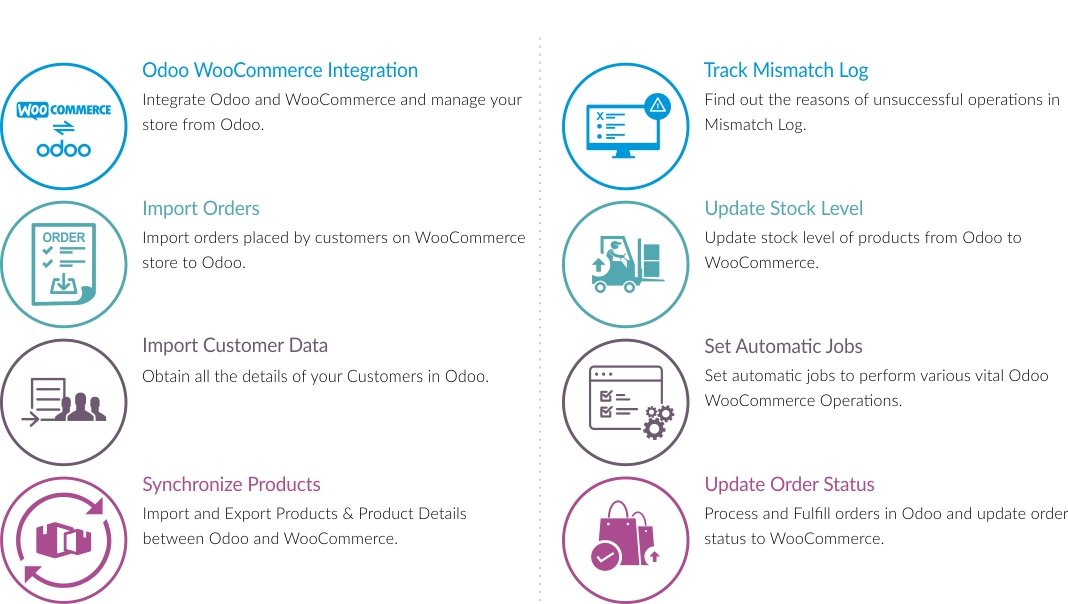 WOO COMMERCE
odoo
Odoo WooCommerce Integration
Integrate Odoo and WooCommerce and manage your
store from Odoo.
ORDER
Import Orders
Import orders placed by customers on WooCommerce
store to Odoo.
Import Customer Data
Obtain all the details of your Customers in Odoo.
Synchronize Products
Import and Export Products & Product Details
between Odoo and WooCommerce.
X
Track Mismatch Log
Find out the reasons of unsuccessful operations in
Mismatch Log.
Update Stock Level
Update stock level of products from Odoo to
WooCommerce.
Set Automatic Jobs
Set automatic jobs to perform various vital Odoo
WooCommerce Operations.
Update Order Status
Process and Fulfill orders in Odoo and update order
status to WooCommerce.